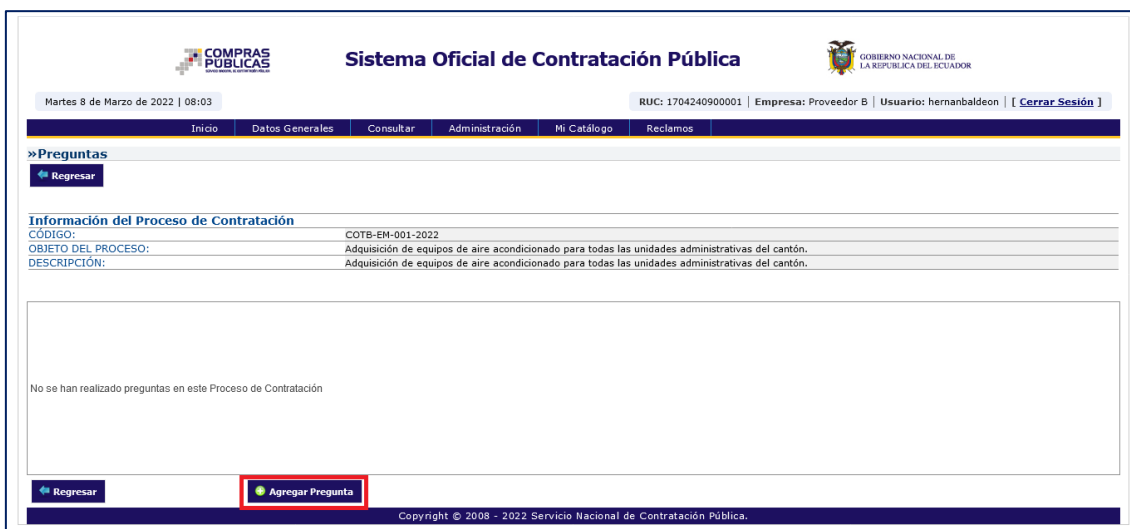 COMPRAS
PÚBLICAS
Sistema Oficial de Contratación Pública
GOBIERNO NACIONAL DE
LA REPUBLICA DEL ECUADOR
Martes 8 de Marzo de 2022 | 08:03
RUC: 1704240900001 | Empresa: Proveedor B | Usuario: hernanbaldeon | [ Cerrar Sesión ]
Inicio Datos Generales Consultar Administración Mi Catálogo Reclamos
»Preguntas
Regresar
Información del Proceso de Contratación
CÓDIGO: COTB-EM-001-2022
OBJETO DEL PROCESO: Adquisición de equipos de aire acondicionado para todas las unidades administrativas del cantón.
DESCRIPCIÓN: Adquisición de equipos de aire acondicionado para todas las unidades administrativas del cantón.
No se han realizado preguntas en este Proceso de Contratación
Regresar Agregar Pregunta
Copyright © 2008 - 2022 Servicio Nacional de Contratación Pública.